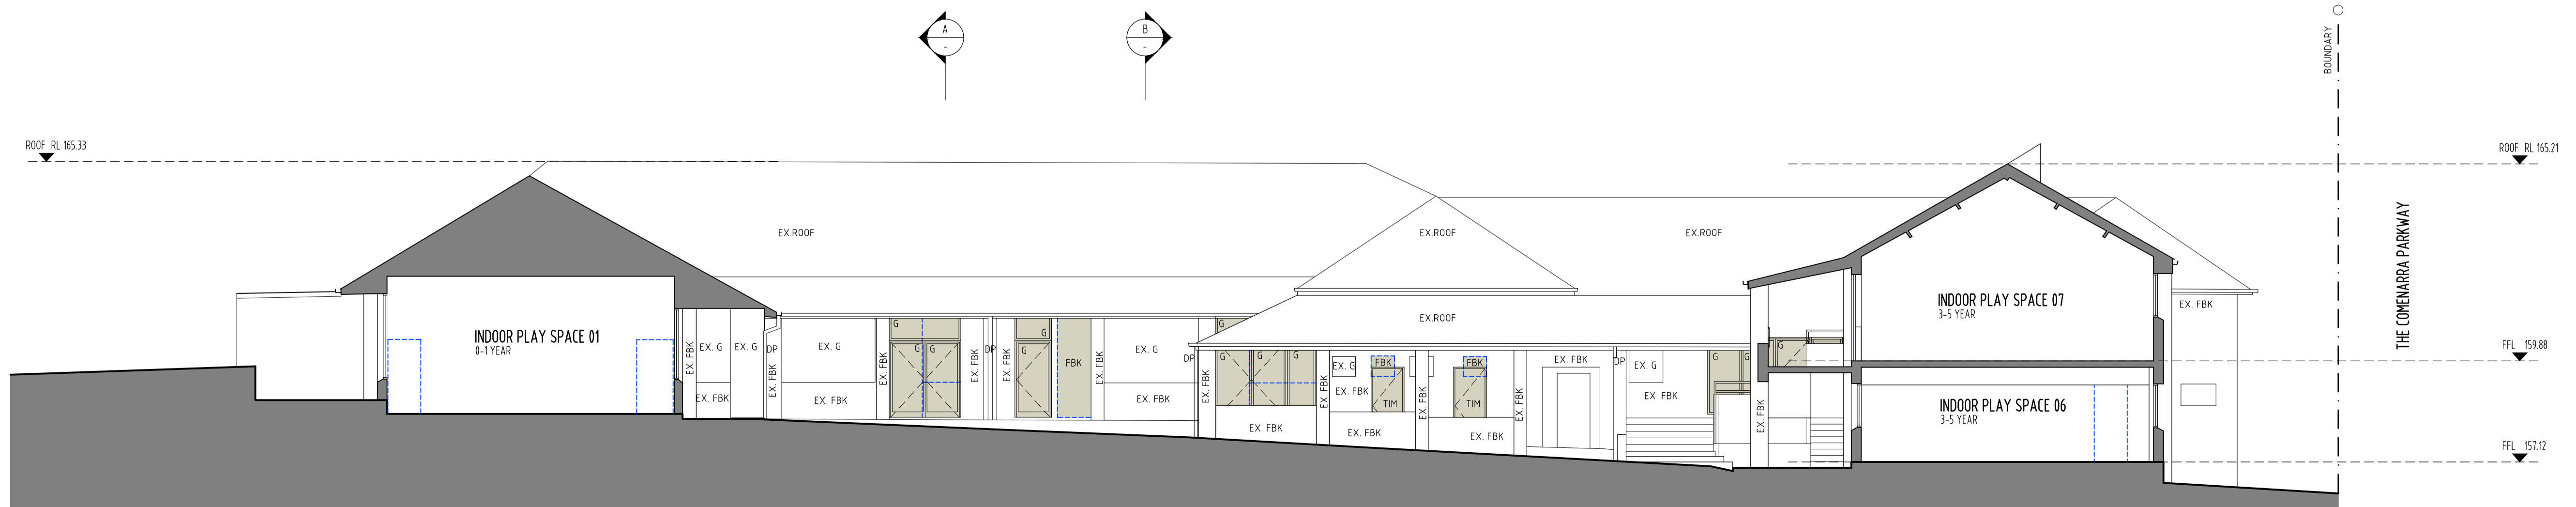 A
-
B
-
BOUNDARY
ROOF RL 165.33
ROOF RL 165.21
EX.ROOF
EX.ROOF
EX.ROOF
THE COMENARRA PARKWAY
INDOOR PLAY SPACE 07
3-5 YEAR
EX. FBK
EX.ROOF
G
G
G
INDOOR PLAY SPACE 01
0-1 YEAR
EX. FBK
EX. G
EX. G
DP
EX. FBK
EX. FBK
EX. G
EX. FBK
EX. FBK
G
G
EX. FBK
DP
EX. FBK
G
FBK
EX. FBK
EX. G
EX. FBK
DP
EX. FBK
G
G
G
EX. FBK
EX. FBK
EX. G
EX. FBK
EX. FBK
FBK
TIM
EX. FBK
FBK
TIM
EX. FBK
EX. FBK
EX. FBK
DP
EX. G
EX. FBK
G
G
EX. FBK
G
FFL 159.88
INDOOR PLAY SPACE 06
3-5 YEAR
FFL 157.12